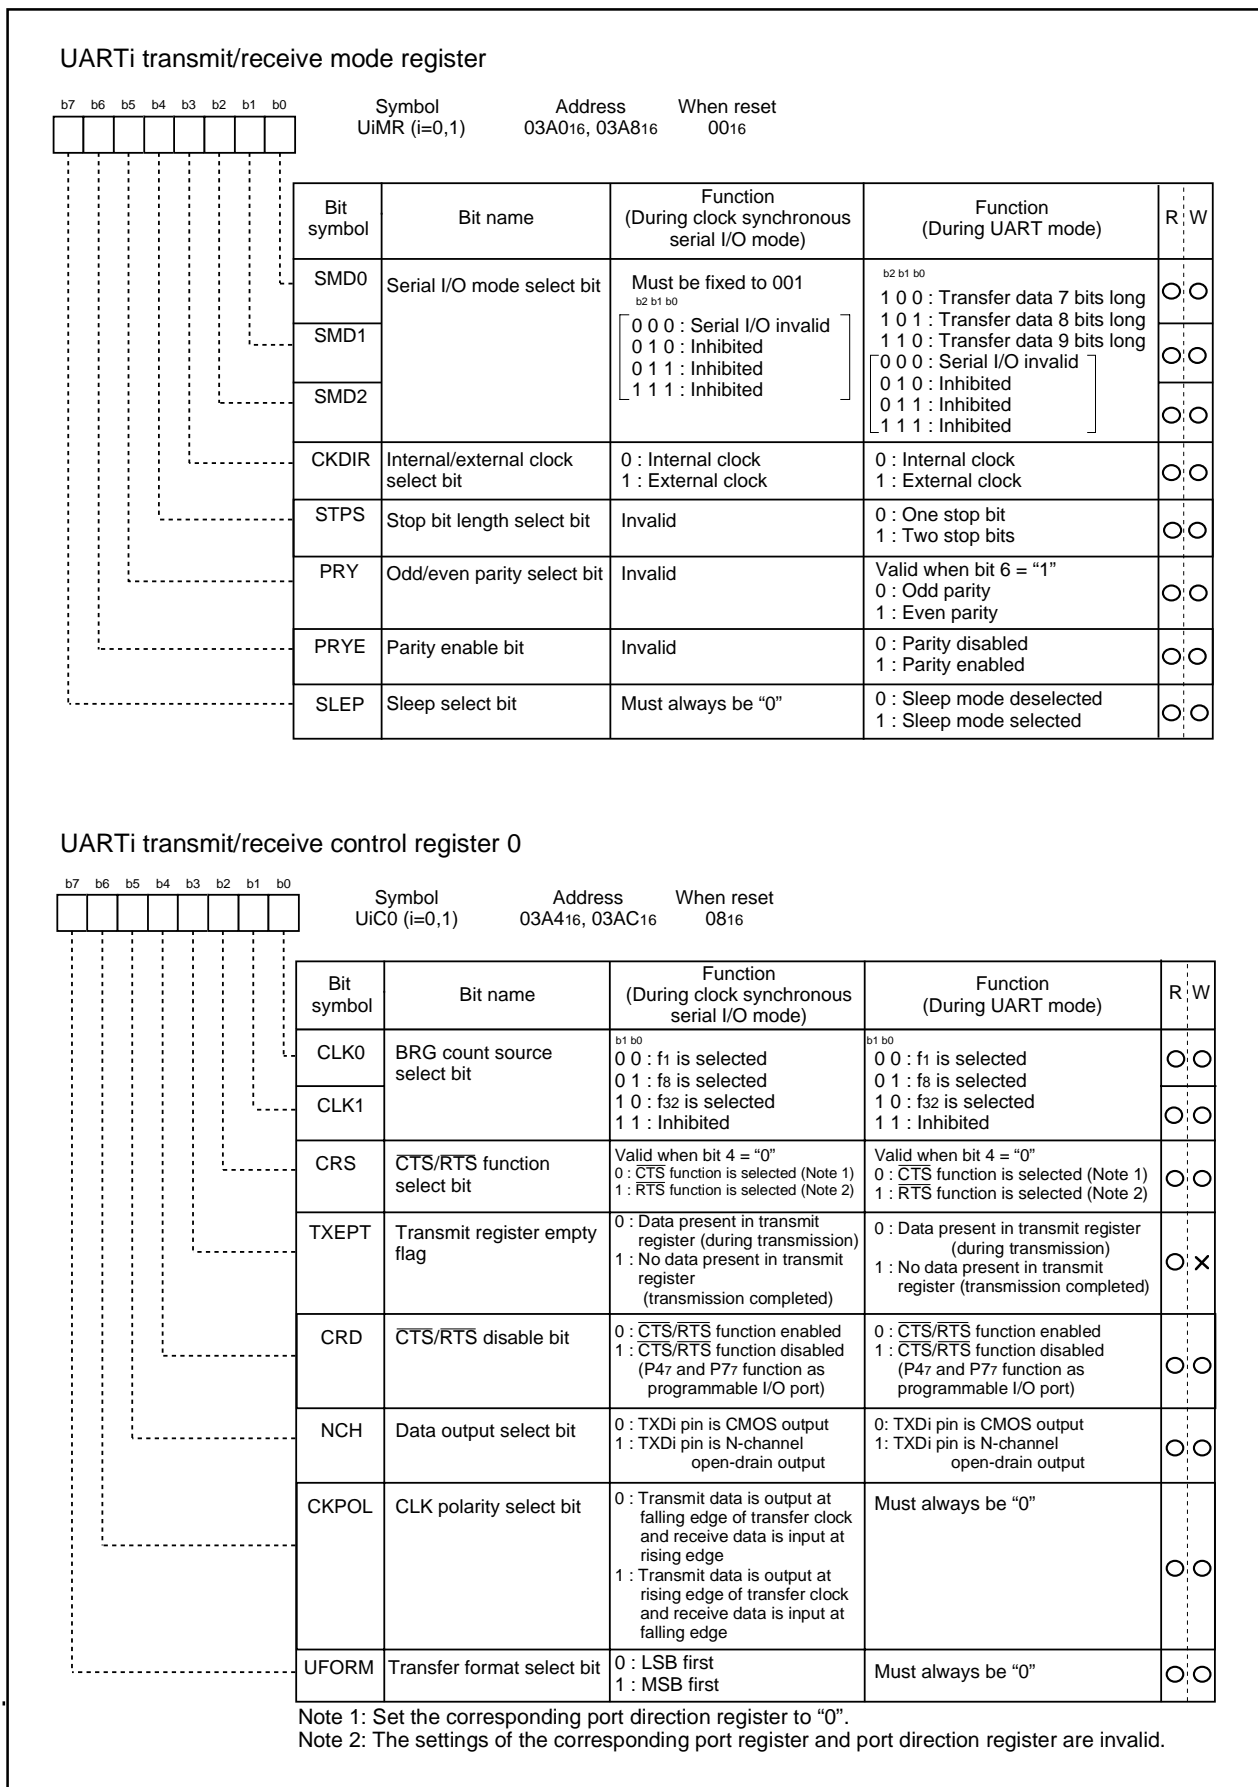 UARTi transmit/receive mode register
b7 b6 b5 b4 b3 b2 b1 b0
Symbol Address When reset
UiMR (i=0,1) 03A016, 03A816 0016
Bit symbol Bit name Function (During clock synchronous serial I/O mode) Function (During UART mode) R W
SMD0
SMD1
SMD2
Serial I/O mode select bit
Must be fixed to 001
b2 b1 b0
0 0 0 : Serial I/O invalid
0 1 0 : Inhibited
0 1 1 : Inhibited
1 1 1 : Inhibited
b2 b1 b0
1 0 0 : Transfer data 7 bits long
1 0 1 : Transfer data 8 bits long
1 1 0 : Transfer data 9 bits long
0 0 0 : Serial I/O invalid
0 1 0 : Inhibited
0 1 1 : Inhibited
1 1 1 : Inhibited
CKDIR
Internal/external clock
select bit
0 : Internal clock
1 : External clock
0 : Internal clock
1 : External clock
STPS
Stop bit length select bit
Invalid
0 : One stop bit
1 : Two stop bits
PRY
Odd/even parity select bit
Invalid
Valid when bit 6 = “1”
0 : Odd parity
1 : Even parity
PRYE
Parity enable bit
Invalid
0 : Parity disabled
1 : Parity enabled
SLEP
Sleep select bit
Must always be “0”
0 : Sleep mode deselected
1 : Sleep mode selected
UARTi transmit/receive control register 0
b7 b6 b5 b4 b3 b2 b1 b0
Symbol Address When reset
UiC0 (i=0,1) 03A416, 03AC16 0816
Bit symbol Bit name Function (During clock synchronous serial I/O mode) Function (During UART mode) R W
CLK0
CLK1
BRG count source
select bit
b1 b0
0 0 : f1 is selected
0 1 : f8 is selected
1 0 : f32 is selected
1 1 : Inhibited
b1 b0
0 0 : f1 is selected
0 1 : f8 is selected
1 0 : f32 is selected
1 1 : Inhibited
CRS
CTS/RTS function
select bit
Valid when bit 4 = “0”
0 : CTS function is selected (Note 1)
1 : RTS function is selected (Note 2)
Valid when bit 4 = “0”
0 : CTS function is selected (Note 1)
1 : RTS function is selected (Note 2)
TXEPT
Transmit register empty
flag
0 : Data present in transmit
register (during transmission)
1 : No data present in transmit
register
(transmission completed)
0 : Data present in transmit register
(during transmission)
1 : No data present in transmit
register (transmission completed)
CRD
CTS/RTS disable bit
0 : CTS/RTS function enabled
1 : CTS/RTS function disabled
(P47 and P77 function as
programmable I/O port)
0 : CTS/RTS function enabled
1 : CTS/RTS function disabled
(P47 and P77 function as
programmable I/O port)
NCH
Data output select bit
0 : TXDi pin is CMOS output
1 : TXDi pin is N-channel
open-drain output
0: TXDi pin is CMOS output
1: TXDi pin is N-channel
open-drain output
CKPOL
CLK polarity select bit
0 : Transmit data is output at
falling edge of transfer clock
and receive data is input at
rising edge
1 : Transmit data is output at
rising edge of transfer clock
and receive data is input at
falling edge
Must always be “0”
UFORM
Transfer format select bit
0 : LSB first
1 : MSB first
Must always be “0”
Note 1: Set the corresponding port direction register to “0”.
Note 2: The settings of the corresponding port register and port direction register are invalid.